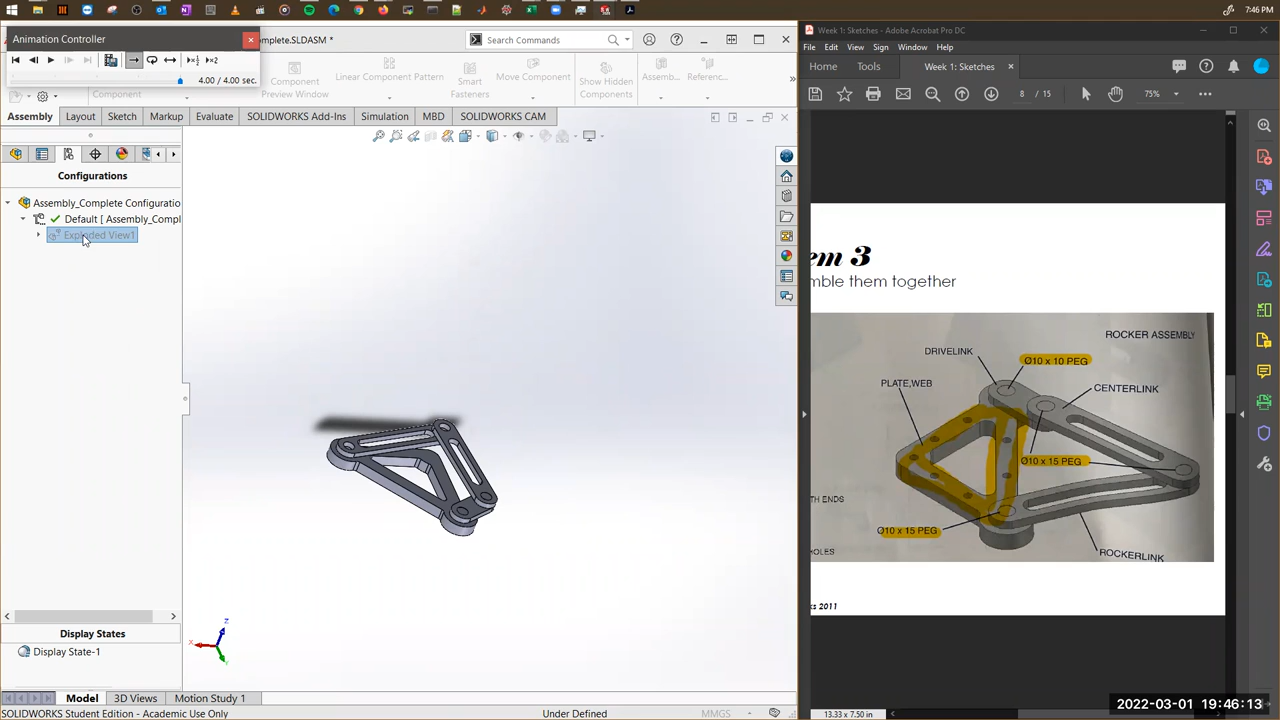 7:46 PM
Animation Controller
mplete.SLDASM *
Search Commands
4.00 / 4.00 sec.
Component
Component
Preview Window
Linear Component Pattern
Smart
Fasteners
Move Component
Show Hidden
Components
Assemb...
Referenc...
Assembly
Layout
Sketch
Markup
Evaluate
SOLIDWORKS Add-Ins
Simulation
MBD
SOLIDWORKS CAM
Configurations
Assembly_Complete Configuratio
Default [ Assembly_Compl
Exploded View1
Display States
Display State-1
Model
3D Views
Motion Study 1
SOLIDWORKS Student Edition - Academic Use Only
Under Defined
MMGS
Week 1: Sketches - Adobe Acrobat Pro DC
File Edit View Sign Window Help
Home
Tools
Week 1: Sketches
8 / 15
75%
em 3
mble them together
ROCKER ASSEMBLY
DRIVELINK
Ø10 x 10 PEG
PLATE,WEB
CENTERLINK
Ø10 x 15 PEG
TH ENDS
Ø10 x 15 PEG
HOLES
ROCKERLINK
ks 2011
13.33 x 7.50 in
2022-03-01 19:46:13